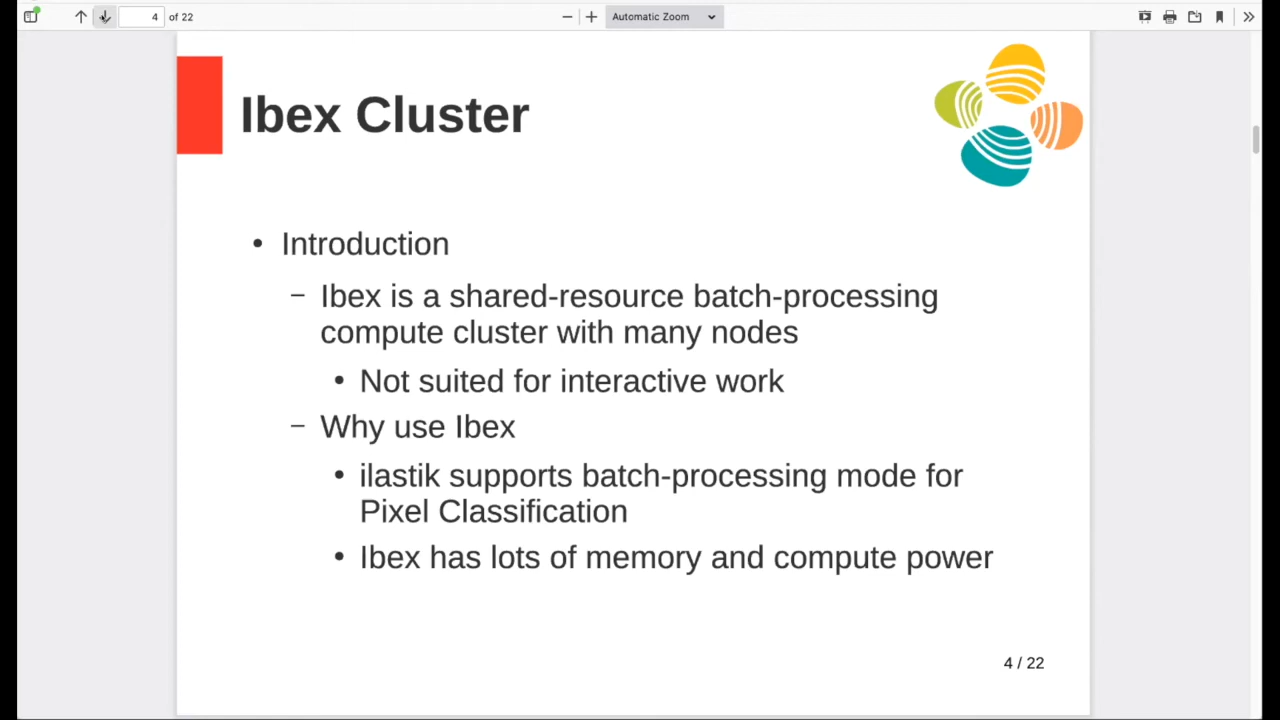 4 of 22
Automatic Zoom
Ibex Cluster
• Introduction
– Ibex is a shared-resource batch-processing
compute cluster with many nodes
• Not suited for interactive work
– Why use Ibex
• ilastik supports batch-processing mode for
Pixel Classification
• Ibex has lots of memory and compute power
4 / 22